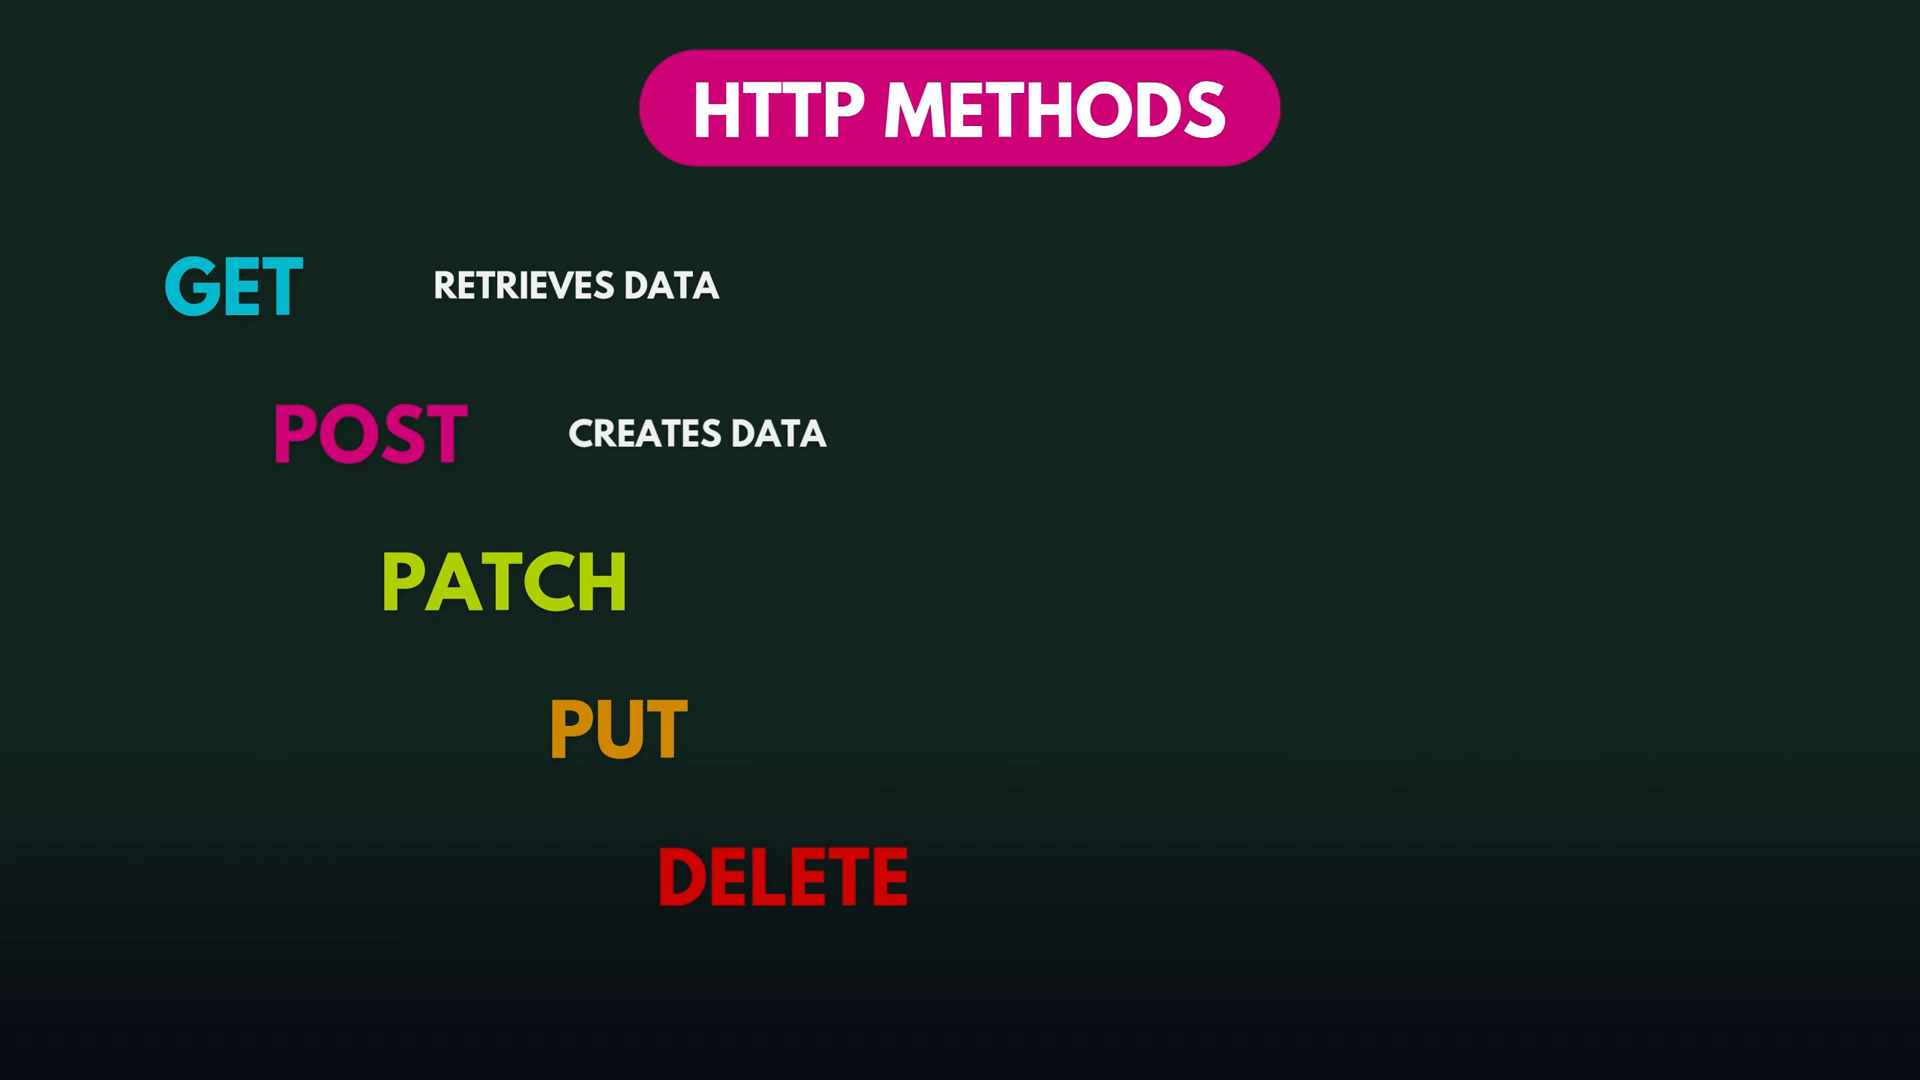 HTTP METHODS
GET RETRIEVES DATA
POST CREATES DATA
PATCH
PUT
DELETE